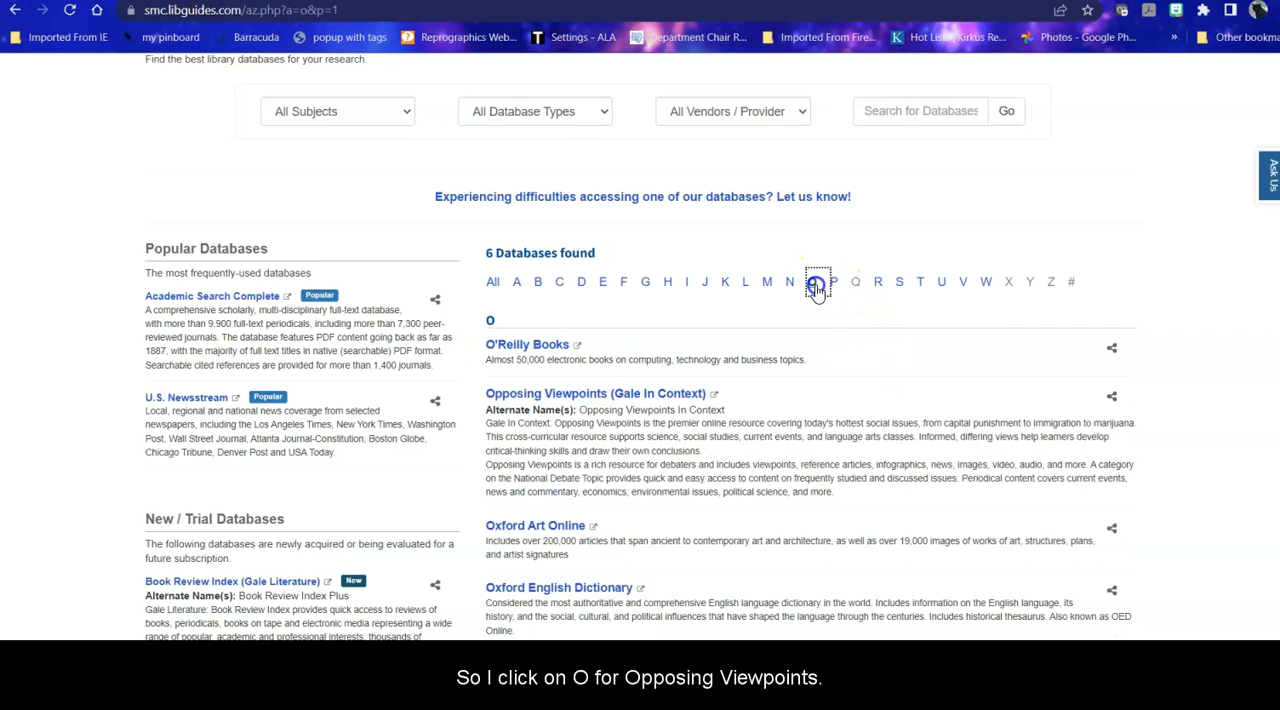 smc.libguides.com/az.php?a=o&p=1
Imported From IE
my pinboard
Barracuda
popup with tags
Reprographics Web...
Settings - ALA
Department Chair R...
Imported From Fire...
Hot List | Kirkus Re...
Photos - Google Ph...
»
Other bookma
Find the best library databases for your research.
All Subjects
All Database Types
All Vendors / Provider
Search for Databases
Go
Ask Us
Experiencing difficulties accessing one of our databases? Let us know!
Popular Databases
The most frequently-used databases
Academic Search Complete Popular
A comprehensive scholarly, multi-disciplinary full-text database,
with more than 9,900 full-text periodicals, including more than 7,300 peer-
reviewed journals. The database features PDF content going back as far as
1887, with the majority of full text titles in native (searchable) PDF format.
Searchable cited references are provided for more than 1,400 journals.
U.S. Newsstream Popular
Local, regional and national news coverage from selected
newspapers, including the Los Angeles Times, New York Times, Washington
Post, Wall Street Journal, Atlanta Journal-Constitution, Boston Globe,
Chicago Tribune, Denver Post and USA Today.
New / Trial Databases
The following databases are newly acquired or being evaluated for a
future subscription.
Book Review Index (Gale Literature) New
Alternate Name(s): Book Review Index Plus
Gale Literature: Book Review Index provides quick access to reviews of
books, periodicals, books on tape and electronic media representing a wide
range of popular, academic and professional interests, thousands of
6 Databases found
All A B C D E F G H I J K L M N O P Q R S T U V W X Y Z #
O
O'Reilly Books
Almost 50,000 electronic books on computing, technology and business topics.
Opposing Viewpoints (Gale In Context)
Alternate Name(s): Opposing Viewpoints In Context
Gale In Context: Opposing Viewpoints is the premier online resource covering today's hottest social issues, from capital punishment to immigration to marijuana.
This cross-curricular resource supports science, social studies, current events, and language arts classes. Informed, differing views help learners develop
critical-thinking skills and draw their own conclusions.
Opposing Viewpoints is a rich resource for debaters and includes viewpoints, reference articles, infographics, news, images, video, audio, and more. A category
on the National Debate Topic provides quick and easy access to content on frequently studied and discussed issues. Periodical content covers current events,
news and commentary, economics, environmental issues, political science, and more.
Oxford Art Online
Includes over 200,000 articles that span ancient to contemporary art and architecture, as well as over 19,000 images of works of art, structures, plans,
and artist signatures
Oxford English Dictionary
Considered the most authoritative and comprehensive English language dictionary in the world. Includes information on the English language, its
history, and the social, cultural, and political influences that have shaped the language through the centuries. Includes historical thesaurus. Also known as OED
Online.
So I click on O for Opposing Viewpoints.